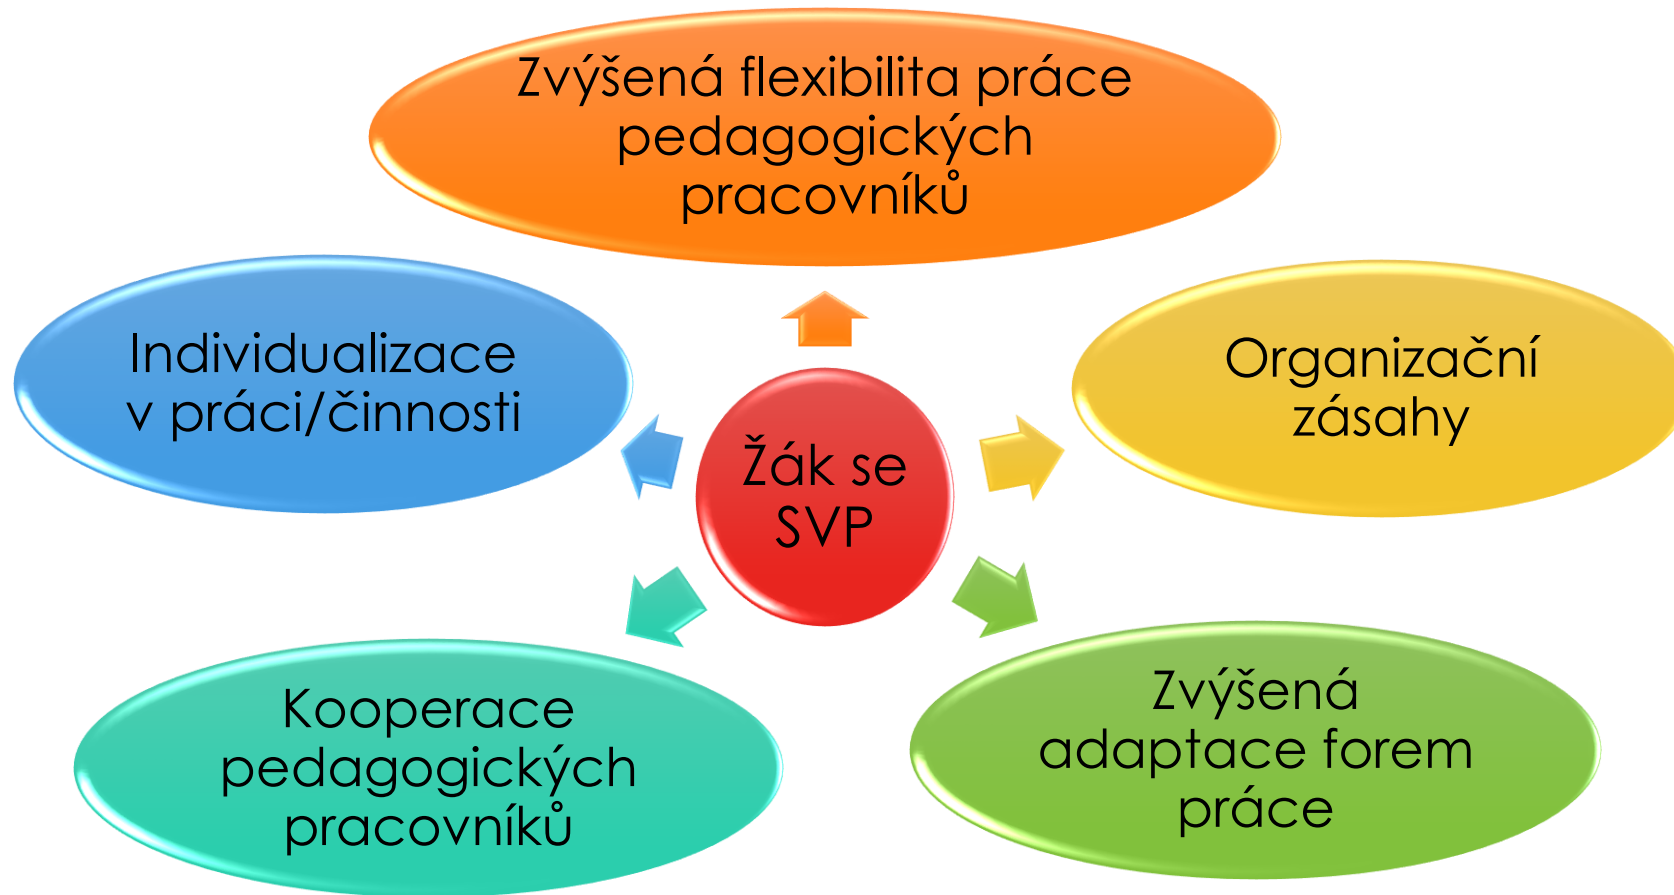 Zvýšená flexibilita práce
pedagogických
pracovníků
Individualizace
v práci/činnosti
Organizační
zásahy
Žák se
SVP
Kooperace
pedagogických
pracovníků
Zvýšená
adaptace forem
práce